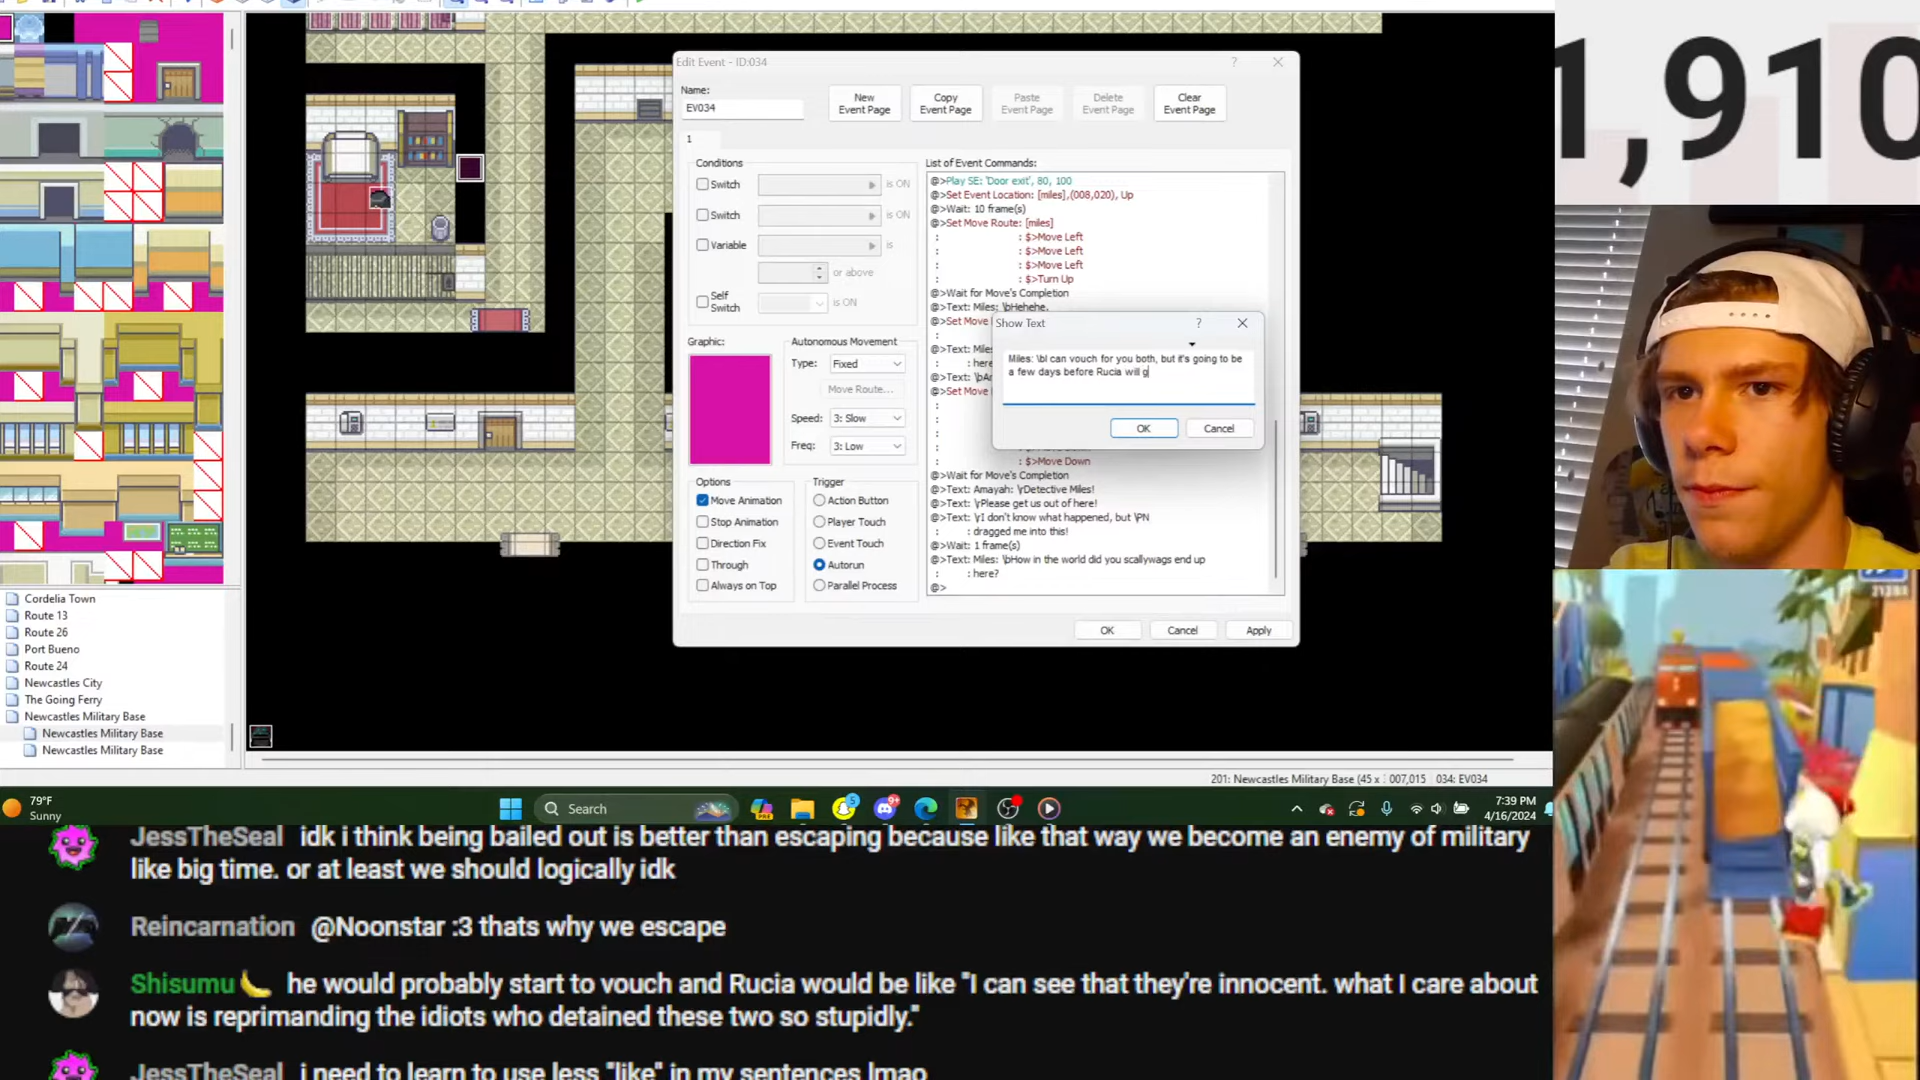 Edit Event - ID:034
?
1,910
Name:
EV034
New
Event Page
Copy
Event Page
Paste
Event Page
Delete
Event Page
Clear
Event Page
1
Conditions
Switch
is ON
Switch
is ON
Variable
is
or above
Self
Switch
is ON
Graphic:
Autonomous Movement
Type:
Fixed
Move Route...
Speed:
3: Slow
Freq:
3: Low
Options
Move Animation
Stop Animation
Direction Fix
Through
Always on Top
Trigger
Action Button
Player Touch
Event Touch
Autorun
Parallel Process
List of Event Commands:
@>Play SE: 'Door exit', 80, 100
@>Set Event Location: [miles],(008,020), Up
@>Wait: 10 frame(s)
@>Set Move Route: [miles]
: : $>Move Left
: : $>Move Left
: : $>Move Left
: : $>Turn Up
@>Wait for Move's Completion
@>Text: Miles: \bHehehe.
@>Set Move
:
@>Text: Miles
: here
@>Text: \bAm
@>Set Move
:
:
:
:
: $>Move Down
@>Wait for Move's Completion
@>Text: Amayah: \rDetective Miles!
@>Text: \rPlease get us out of here!
@>Text: \rI don't know what happened, but \PN
: : dragged me into this!
@>Wait: 1 frame(s)
@>Text: Miles: \bHow in the world did you scallywags end up
: : here?
@>
Show Text
?
Miles: \bI can vouch for you both, but it's going to be
a few days before Rucia will g
OK
Cancel
OK
Cancel
Apply
Cordelia Town
Route 13
Route 26
Port Bueno
Route 24
Newcastles City
The Going Ferry
Newcastles Military Base
Newcastles Military Base
Newcastles Military Base
201: Newcastles Military Base (45 x
007,015
034: EV034
79°F
Sunny
Search
7:39 PM
4/16/2024
JessTheSeal idk i think being bailed out is better than escaping because like that way we become an enemy of military
like big time. or at least we should logically idk
Reincarnation @Noonstar :3 thats why we escape
Shisumu he would probably start to vouch and Rucia would be like "I can see that they're innocent. what I care about
now is reprimanding the idiots who detained these two so stupidly."
JessTheSeal i need to learn to use less "like" in my sentences lmao